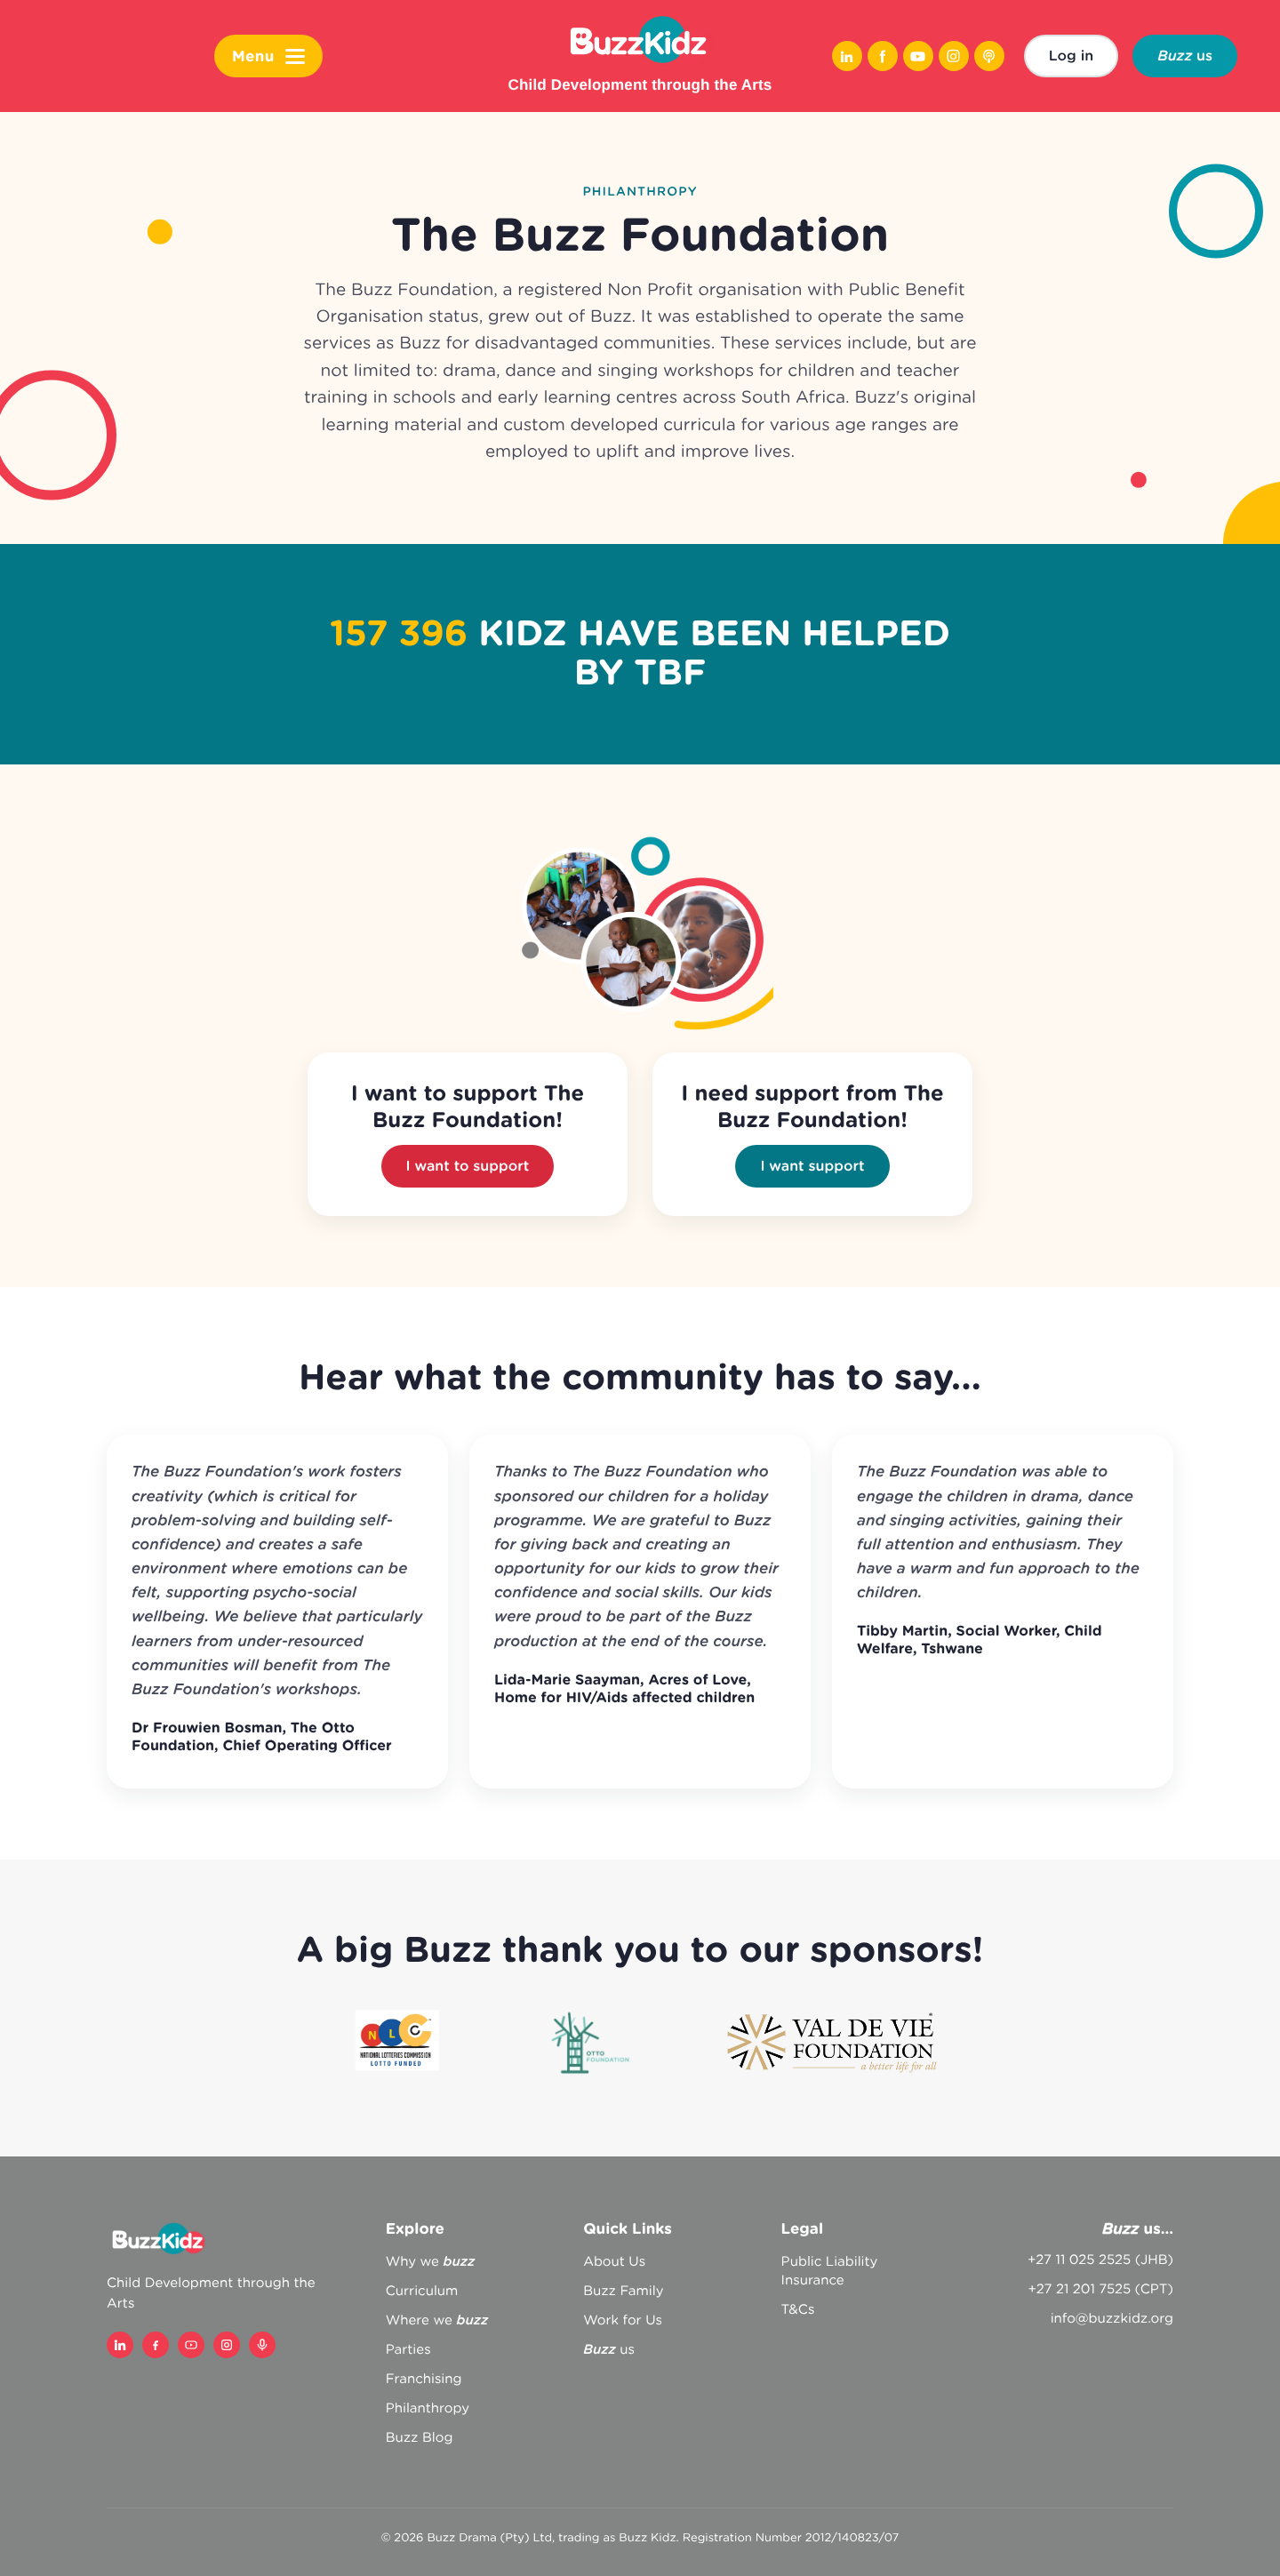 Menu
BuzzKidz
Child Development through the Arts
Log in
Buzz us
PHILANTHROPY
The Buzz Foundation
The Buzz Foundation, a registered Non Profit organisation with Public Benefit
Organisation status, grew out of Buzz. It was established to operate the same
services as Buzz for disadvantaged communities. These services include, but are
not limited to: drama, dance and singing workshops for children and teacher
training in schools and early learning centres across South Africa. Buzz's original
learning material and custom developed curricula for various age ranges are
employed to uplift and improve lives.
157 396 KIDZ HAVE BEEN HELPED
BY TBF
I want to support The
Buzz Foundation!
I want to support
I need support from The
Buzz Foundation!
I want support
Hear what the community has to say...
The Buzz Foundation's work fosters
creativity (which is critical for
problem-solving and building self-
confidence) and creates a safe
environment where emotions can be
felt, supporting psycho-social
wellbeing. We believe that particularly
learners from under-resourced
communities will benefit from The
Buzz Foundation's workshops.
Dr Frouwien Bosman, The Otto
Foundation, Chief Operating Officer
Thanks to The Buzz Foundation who
sponsored our children for a holiday
programme. We are grateful to Buzz
for giving back and creating an
opportunity for our kids to grow their
confidence and social skills. Our kids
were proud to be part of the Buzz
production at the end of the course.
Lida-Marie Saayman, Acres of Love,
Home for HIV/Aids affected children
The Buzz Foundation was able to
engage the children in drama, dance
and singing activities, gaining their
full attention and enthusiasm. They
have a warm and fun approach to the
children.
Tibby Martin, Social Worker, Child
Welfare, Tshwane
A big Buzz thank you to our sponsors!
NLC
NATIONAL LOTTERIES COMMISSION
LOTTO FUNDED
OTTO
FOUNDATION
VAL DE VIE
FOUNDATION
a better life for all
BuzzKidz
Child Development through the
Arts
Explore
Why we buzz
Curriculum
Where we buzz
Parties
Franchising
Philanthropy
Buzz Blog
Quick Links
About Us
Buzz Family
Work for Us
Buzz us
Legal
Public Liability
Insurance
T&Cs
Buzz us...
+27 11 025 2525 (JHB)
+27 21 201 7525 (CPT)
info@buzzkidz.org
© 2026 Buzz Drama (Pty) Ltd, trading as Buzz Kidz. Registration Number 2012/140823/07